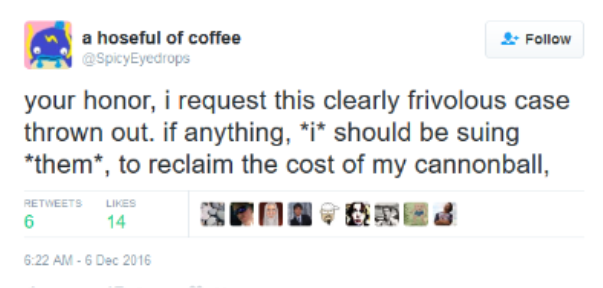 a hoseful of coffee
@SpicyEyedrops
Follow
your honor, i request this clearly frivolous case
thrown out. if anything, *i* should be suing
*them*, to reclaim the cost of my cannonball,
RETWEETS LIKES
6 14
6:22 AM - 6 Dec 2016